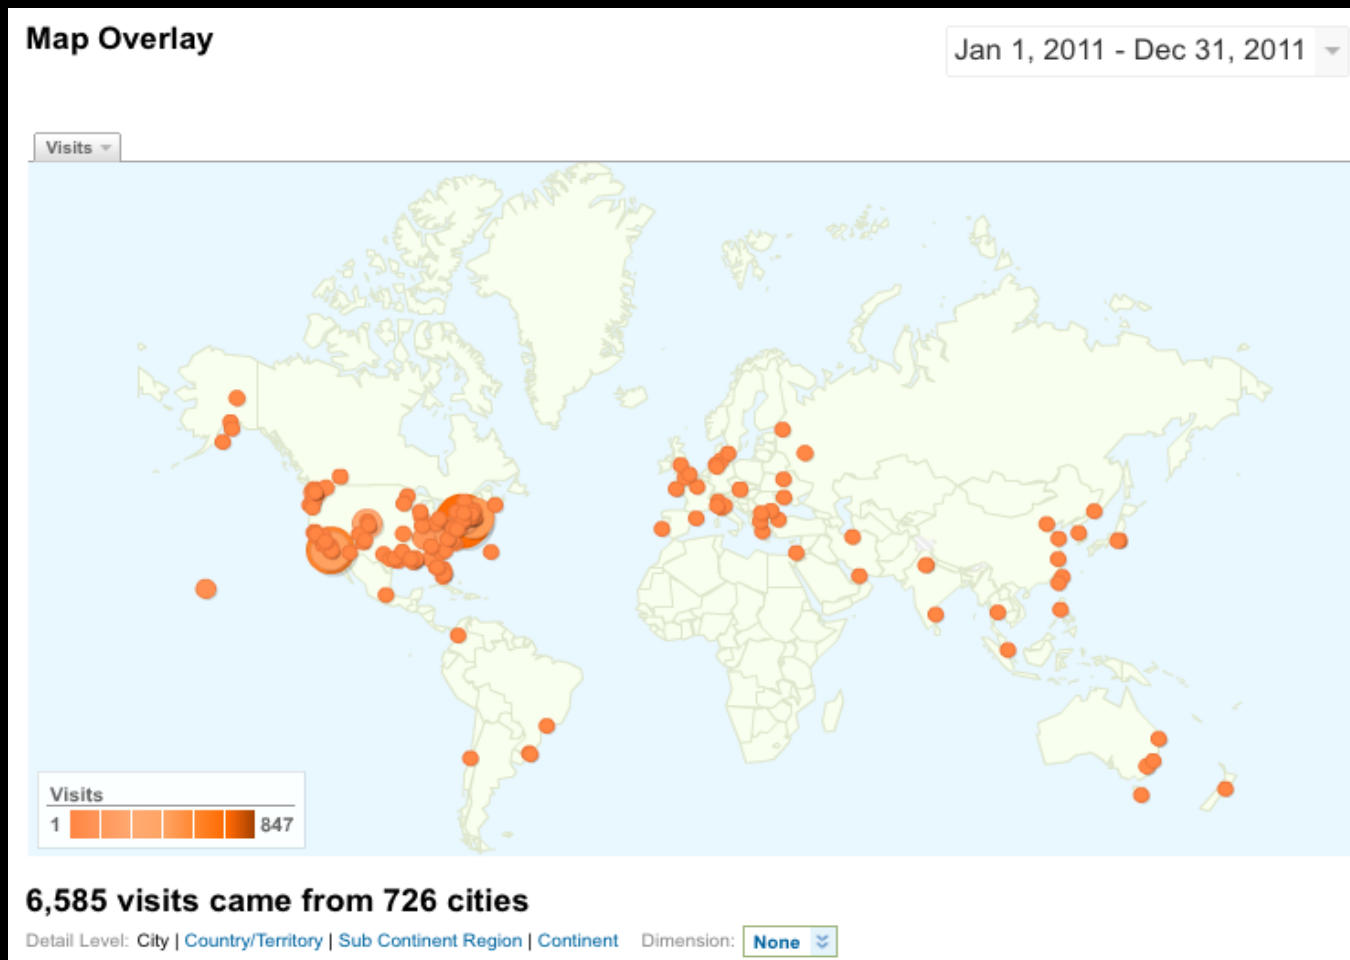 Map Overlay
Jan 1, 2011 - Dec 31, 2011
Visits
Visits
1 847
6,585 visits came from 726 cities
Detail Level: City | Country/Territory | Sub Continent Region | Continent Dimension: None